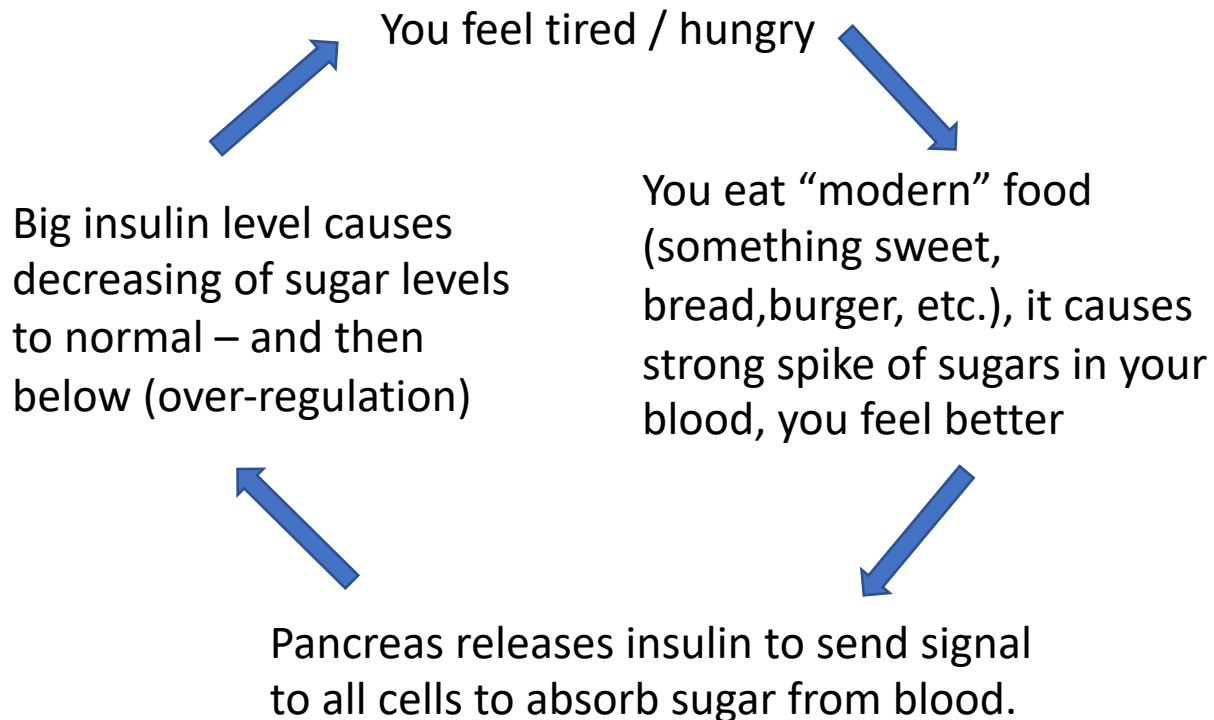 You feel tired / hungry
You eat “modern” food
(something sweet,
bread,burger, etc.), it causes
strong spike of sugars in your
blood, you feel better
Pancreas releases insulin to send signal
to all cells to absorb sugar from blood.
Big insulin level causes
decreasing of sugar levels
to normal – and then
below (over-regulation)